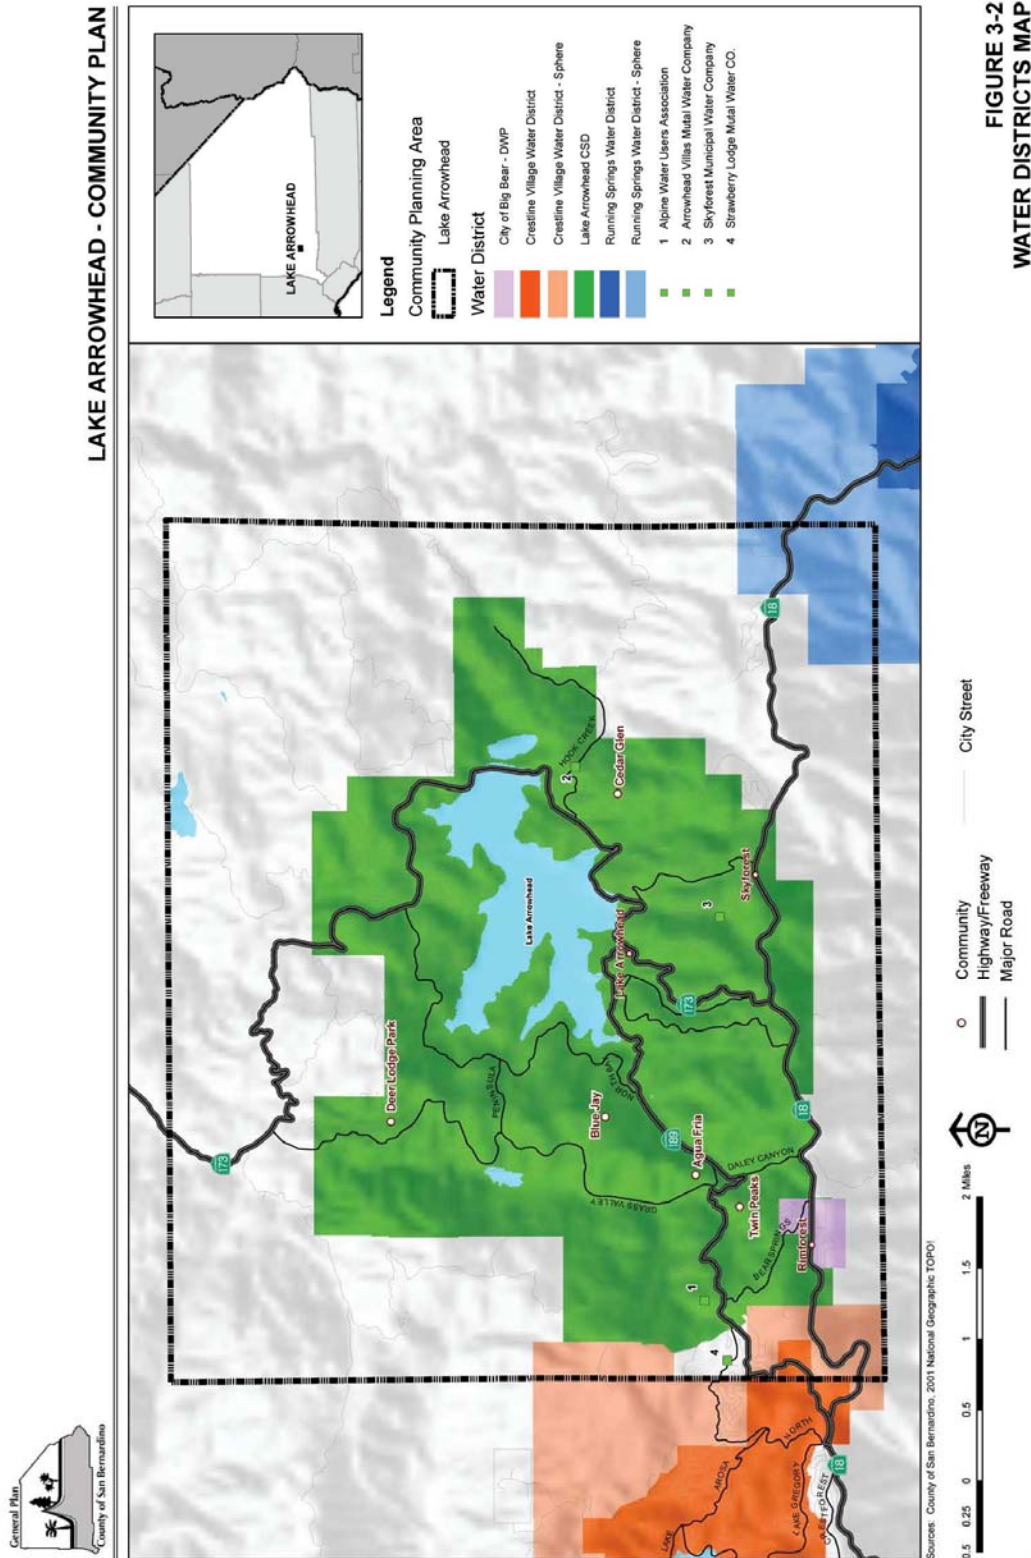 General Plan
County of San Bernardino
LAKE ARROWHEAD - COMMUNITY PLAN
LAKE ARROWHEAD
Legend
Community Planning Area
Lake Arrowhead
Water District
City of Big Bear - DWP
Crestline Village Water District
Crestline Village Water District - Sphere
Lake Arrowhead CSD
Running Springs Water District
Running Springs Water District - Sphere
1 Alpine Water Users Association
2 Arrowhead Villas Mutal Water Company
3 Skyforest Municipal Water Company
4 Strawberry Lodge Mutal Water CO.
173
Deer Lodge Park
PENINSULA
Lake Arrowhead
GRASS VALLEY
Blue Jay
NORTH BAY
HOOK CREEK
2
Cedar Glen
189
Agua Fria
Lake Arrowhead
173
3
Skyforest
1
4
Twin Peaks
DALEY CANYON
BEAR SPRINGS
Rimforest
18
18
LAKE
AROSA
NORTH
LAKE GREGORY
CRESTFOREST
18
Sources: County of San Bernardino, 2001 National Geographic TOPO!
0.5 0.25 0 0.5 1 1.5 2 Miles
N
Community
Highway/Freeway
Major Road
City Street
FIGURE 3-2
WATER DISTRICTS MAP